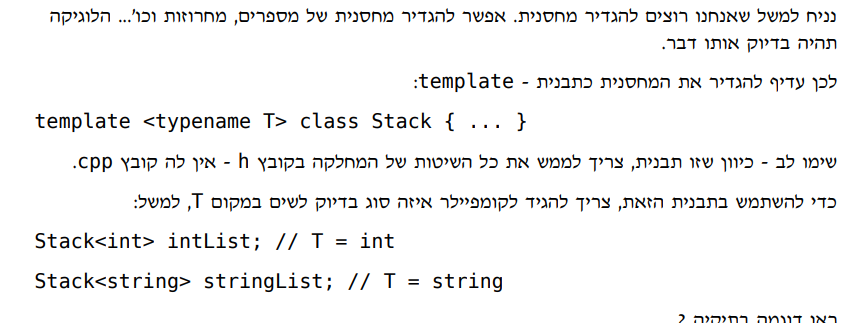 נניח למשל שאנחנו רוצים להגדיר מחסנית. אפשר להגדיר מחסנית של מספרים, מחרוזות וכו'... הלוגיקה
תהיה בדיוק אותו דבר.
לכן עדיף להגדיר את המחסנית כתבנית - template:
template <typename T> class Stack { ... }
שימו לב - כיוון שזו תבנית, צריך לממש את כל השיטות של המחלקה בקובץ h - אין לה קובץ cpp.
כדי להשתמש בתבנית הזאת, צריך להגיד לקומפיילר איזה סוג בדיוק לשים במקום T, למשל:
Stack<int> intList; // T = int
Stack<string> stringList; // T = string
ראו דוגמה בתיקיה 2